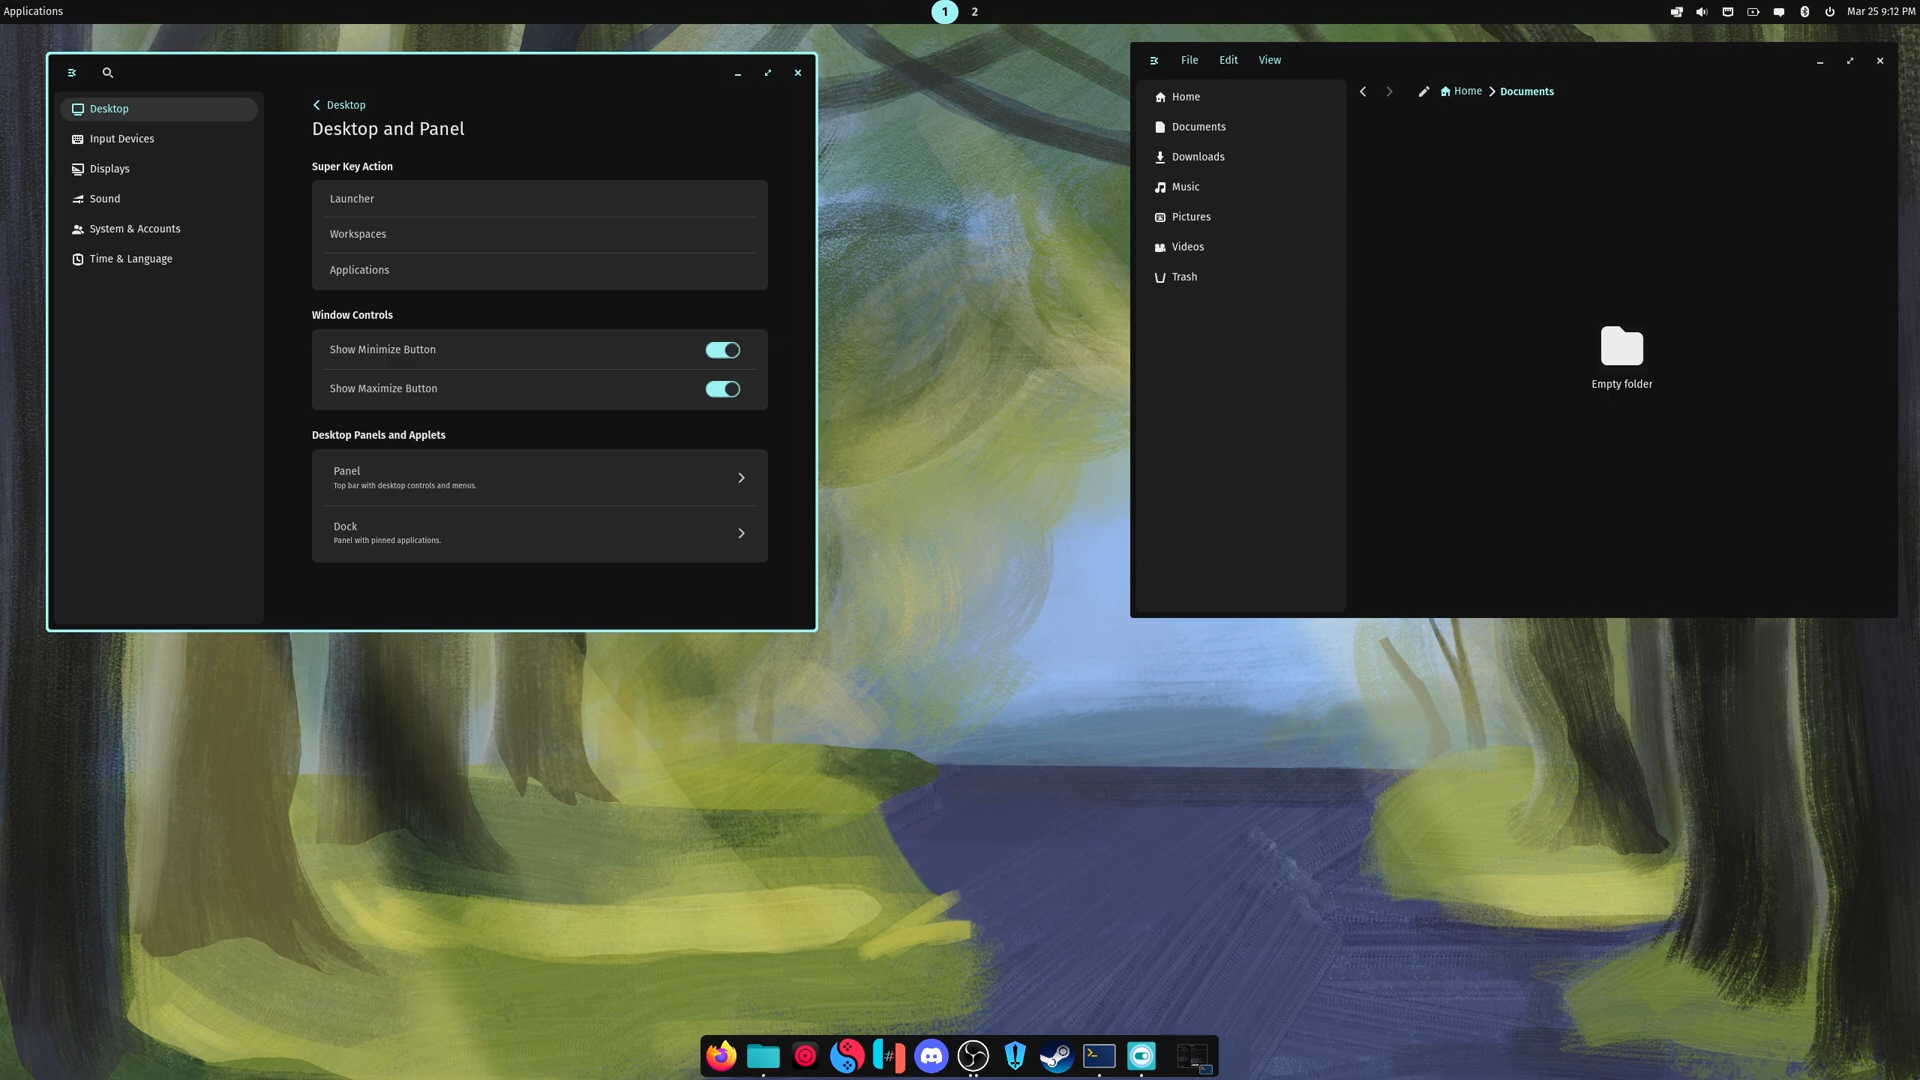 Applications
1
2
Mar 25 9:12 PM
Desktop
Input Devices
Displays
Sound
System & Accounts
Time & Language
Desktop
Desktop and Panel
Super Key Action
Launcher
Workspaces
Applications
Window Controls
Show Minimize Button
Show Maximize Button
Desktop Panels and Applets
Panel
Top bar with desktop controls and menus.
Dock
Panel with pinned applications.
File Edit View
Home
Documents
Downloads
Music
Pictures
Videos
Trash
Home Documents
Empty folder